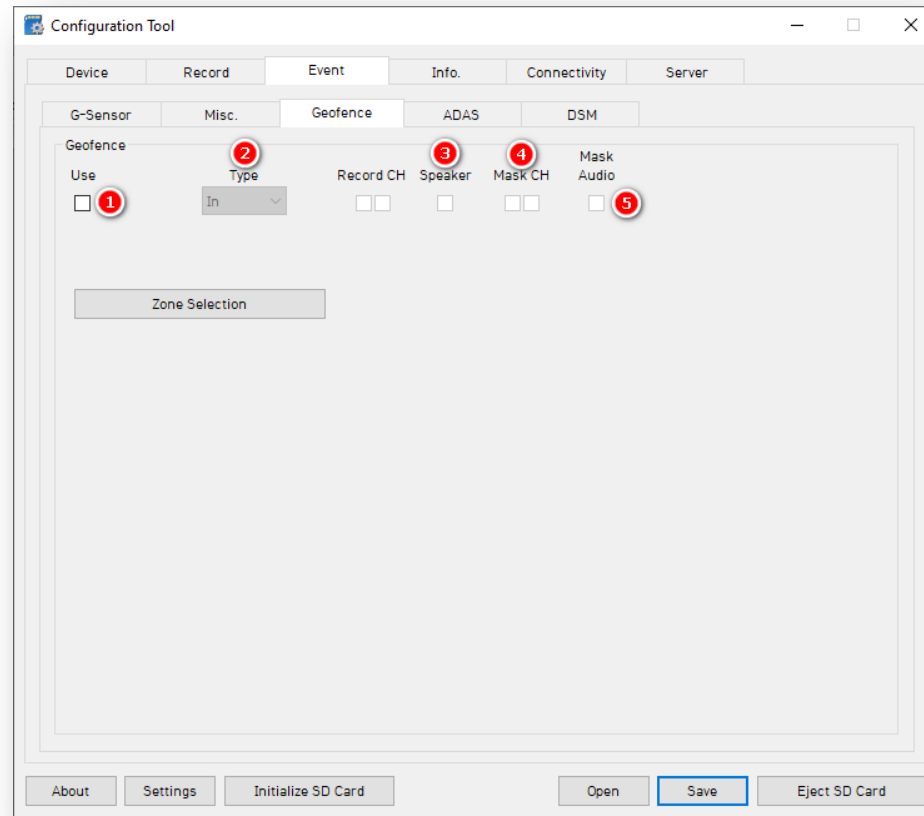 Configuration Tool
Device Record Event Info. Connectivity Server
G-Sensor Misc. Geofence ADAS DSM
Geofence
2 3 4 Mask
Use Type Record CH Speaker Mask CH Audio
1 In 5
Zone Selection
About Settings Initialize SD Card Open Save Eject SD Card